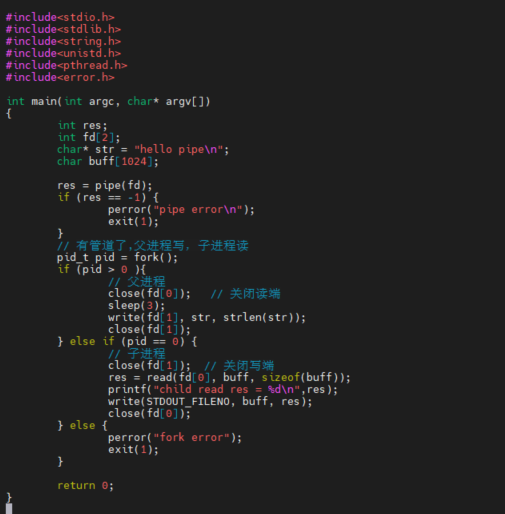 #include<stdio.h>
#include<stdlib.h>
#include<string.h>
#include<unistd.h>
#include<pthread.h>
#include<error.h>

int main(int argc, char* argv[])
{
        int res;
        int fd[2];
        char* str = "hello pipe\n";
        char buff[1024];

        res = pipe(fd);
        if (res == -1) {
                perror("pipe error\n");
                exit(1);
        }
        // 有管道了,父进程写，子进程读
        pid_t pid = fork();
        if (pid > 0 ){
                // 父进程
                close(fd[0]);   // 关闭读端
                sleep(3);
                write(fd[1], str, strlen(str));
                close(fd[1]);
        } else if (pid == 0) {
                // 子进程
                close(fd[1]);  // 关闭写端
                res = read(fd[0], buff, sizeof(buff));
                printf("child read res = %d\n",res);
                write(STDOUT_FILENO, buff, res);
                close(fd[0]);
        } else {
                perror("fork error");
                exit(1);
        }

        return 0;
}